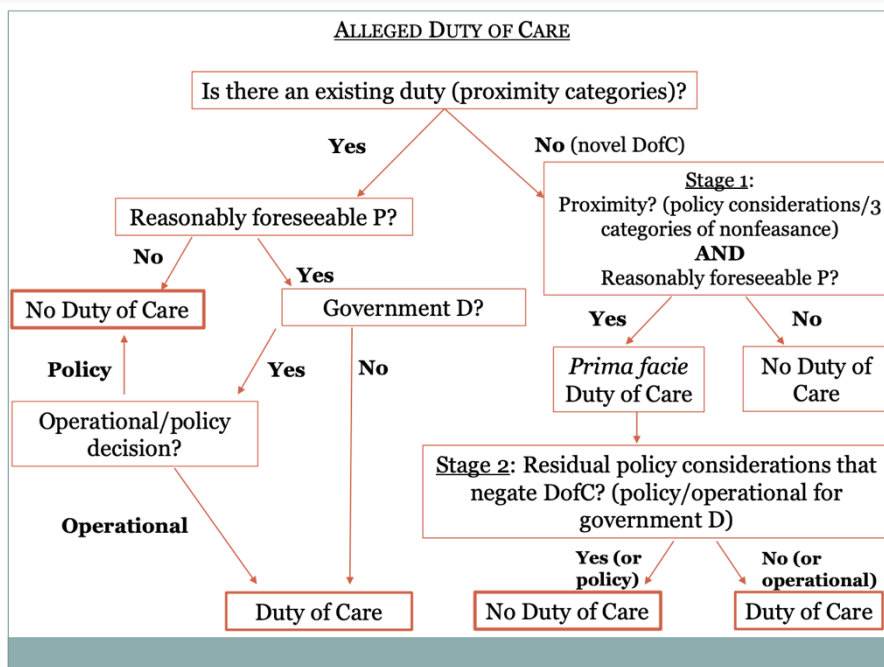 ALLEGED DUTY OF CARE
Is there an existing duty (proximity categories)?
Yes
No (novel DofC)
Reasonably foreseeable P?
Stage 1:
Proximity? (policy considerations/3
categories of nonfeasance)
AND
Reasonably foreseeable P?
No
Yes
No Duty of Care
Government D?
Yes
No
Policy
Yes
No
Prima facie
Duty of Care
No Duty of
Care
Operational/policy
decision?
Stage 2: Residual policy considerations that
negate DofC? (policy/operational for
government D)
Operational
Yes (or
policy)
No (or
operational)
Duty of Care
No Duty of Care
Duty of Care